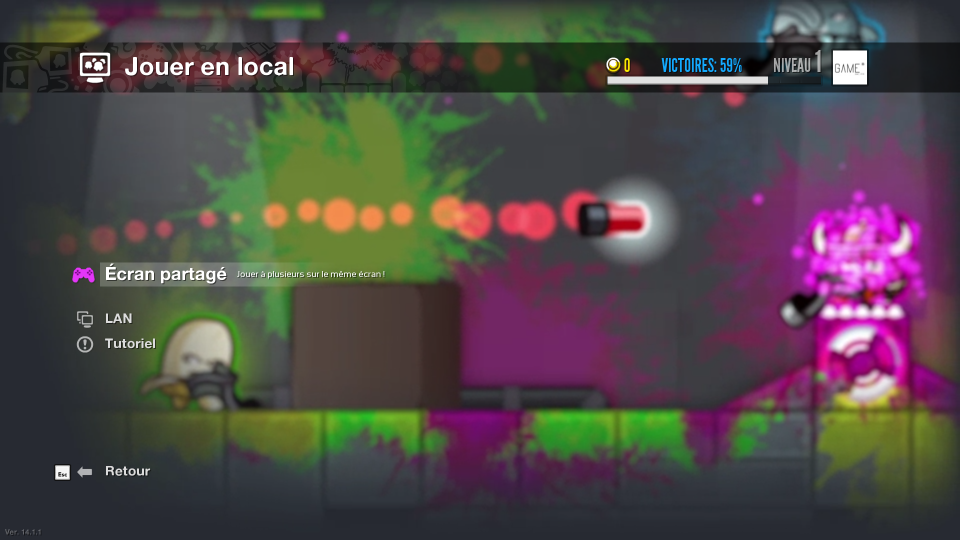 Jouer en local
0
VICTOIRES: 59%
NIVEAU 1
GAME
Écran partagé
Jouer à plusieurs sur le même écran !
LAN
Tutoriel
Esc
Retour
Ver. 14.1.1